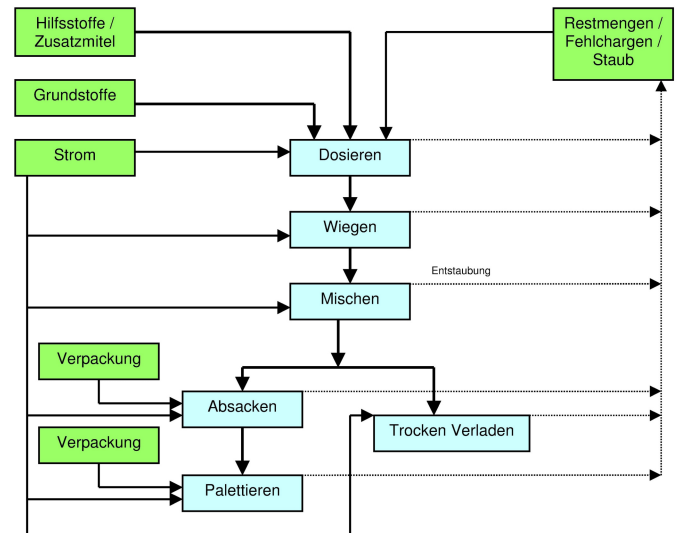 Hilfsstoffe /
Zusatzmitel
Restmengen /
Fehlchargen /
Staub
Grundstoffe
Strom
Dosieren
Wiegen
Entstaubung
Mischen
Verpackung
Absacken
Trocken Verladen
Verpackung
Palettieren